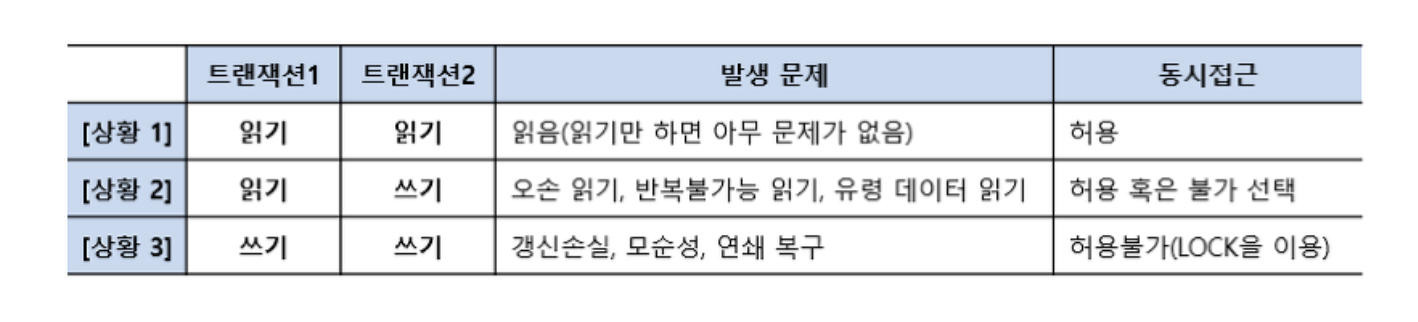 트랜잭션1 트랜잭션2 발생 문제 동시접근
[상황 1] 읽기 읽기 읽음(읽기만 하면 아무 문제가 없음) 허용
[상황 2] 읽기 쓰기 오손 읽기, 반복불가능 읽기, 유령 데이터 읽기 허용 혹은 불가 선택
[상황 3] 쓰기 쓰기 갱신손실, 모순성, 연쇄 복구 허용불가(LOCK을 이용)